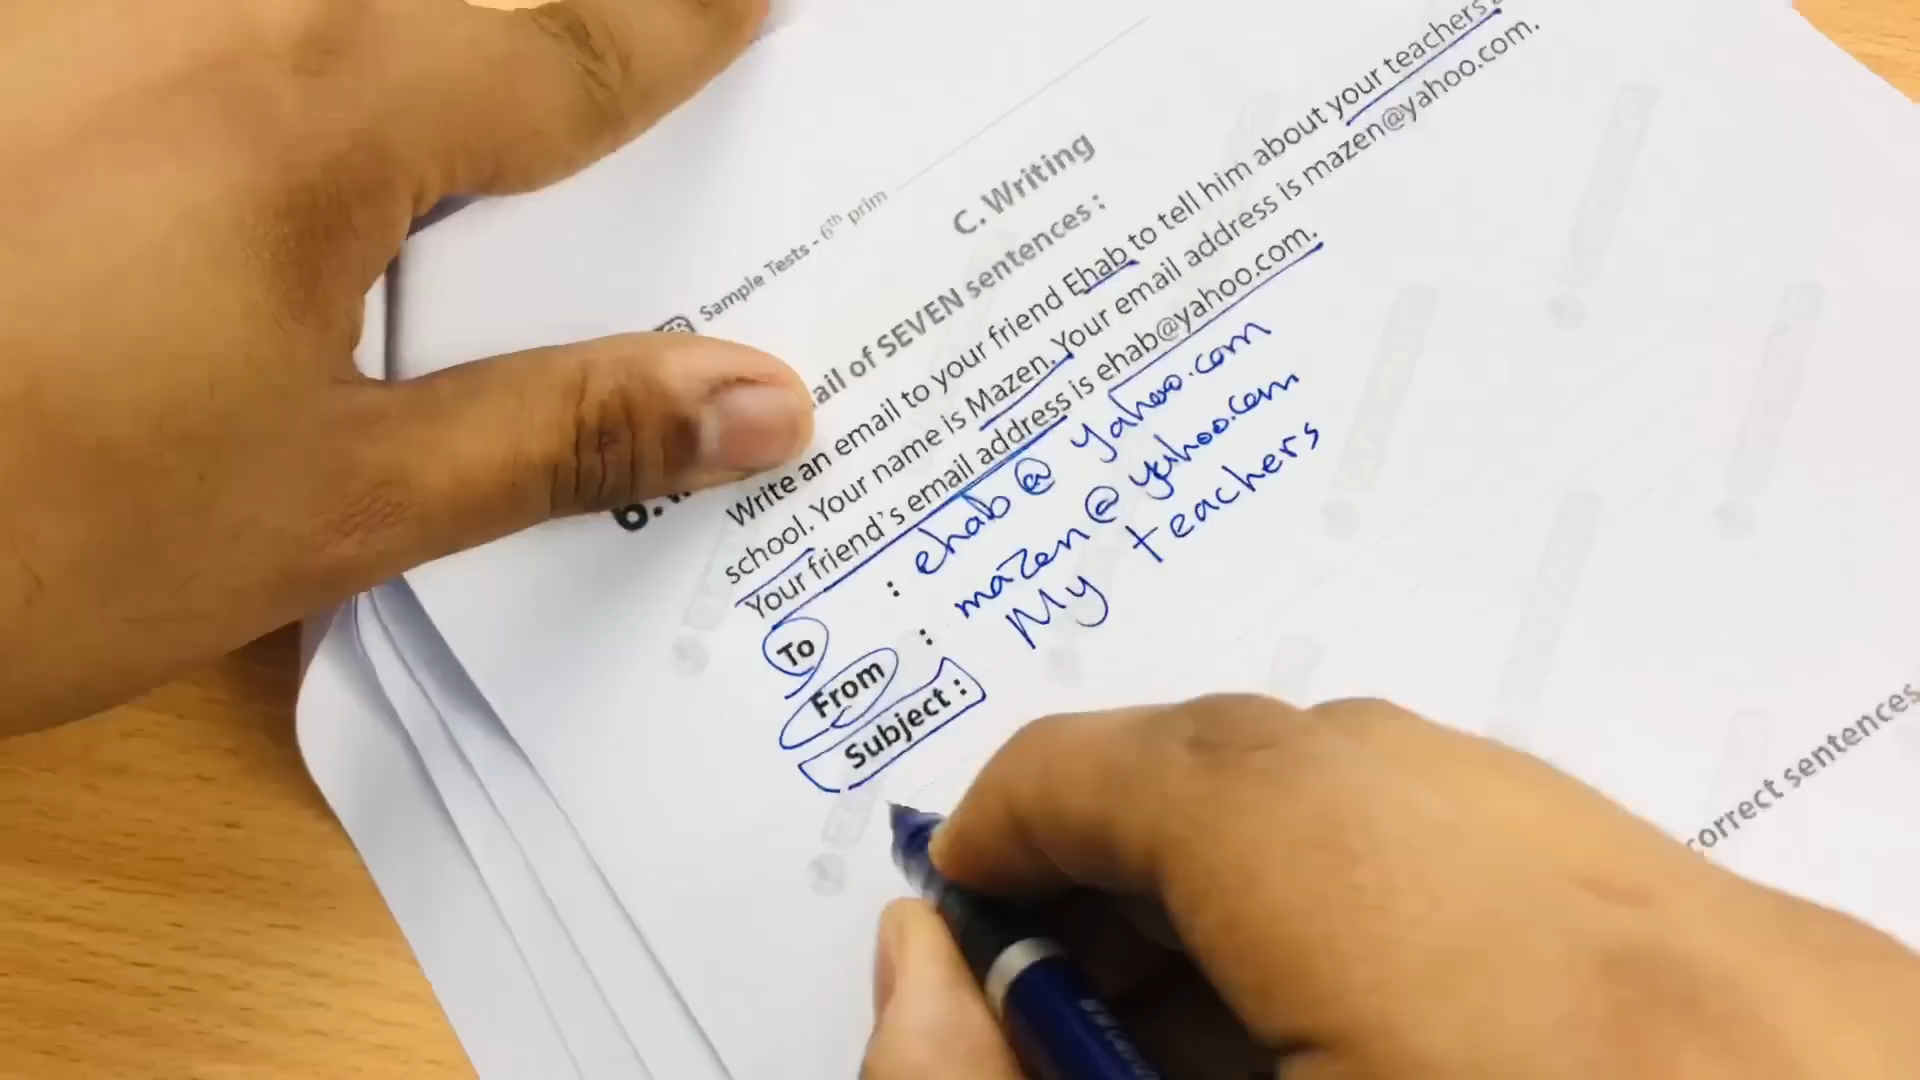 Sample Tests - 6th prim
C. Writing
ail of SEVEN sentences :
Write an email to your friend Ehab to tell him about your teachers
school. Your name is Mazen. Your email address is mazen@yahoo.com.
Your friend`s email address is ehab@yahoo.com.
To : ehab@yahoo.com
From : mazen@yahoo.com
Subject : My teachers
correct sentences